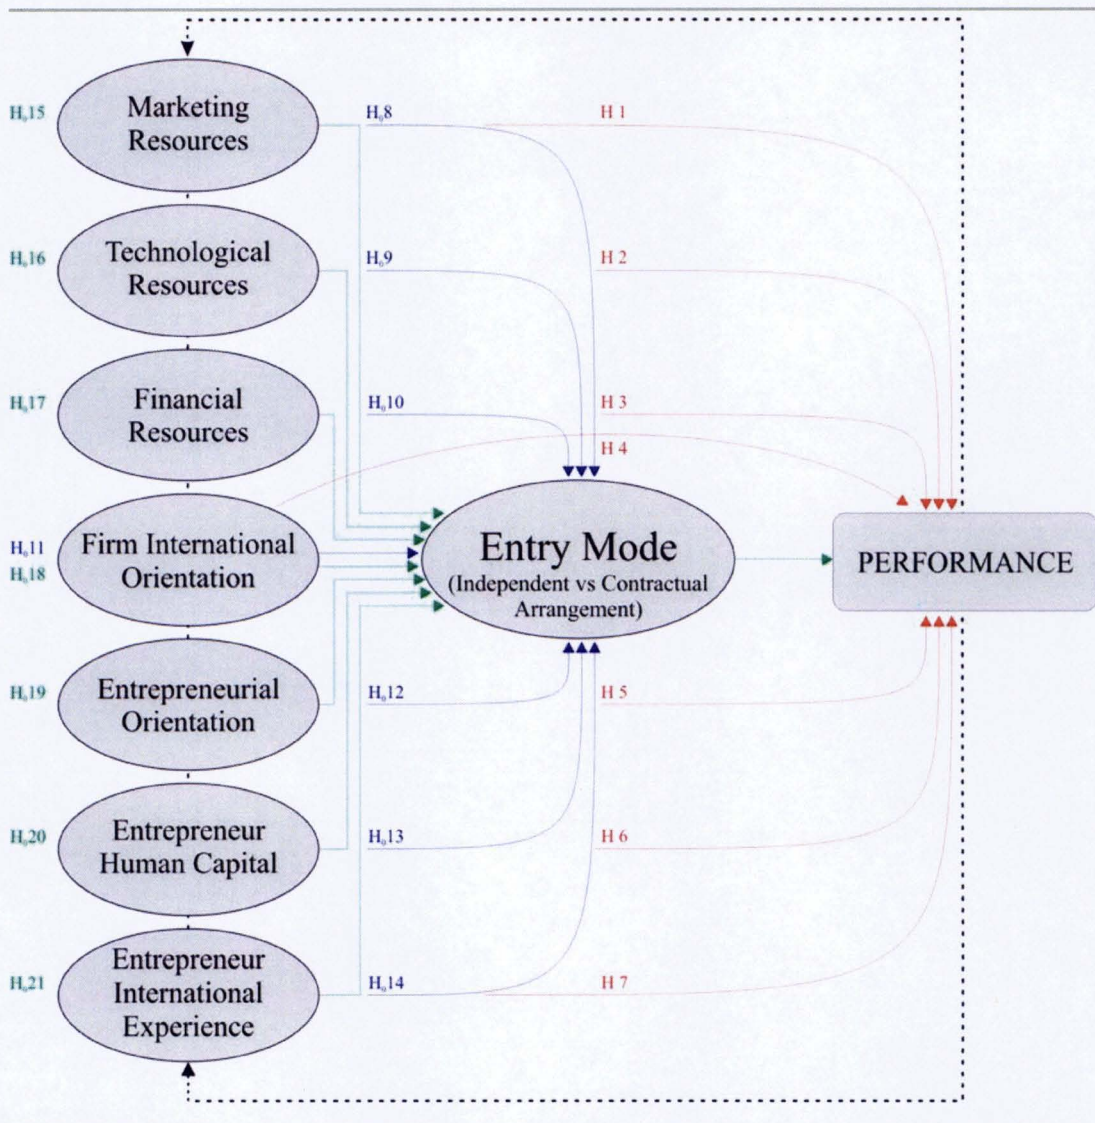 H₀15
Marketing
Resources
H₀8
H 1
H₀16
Technological
Resources
H₀9
H 2
H₀17
Financial
Resources
H₀10
H 3
H 4
H₀11
H₀18
Firm International
Orientation
Entry Mode
(Independent vs Contractual
Arrangement)
PERFORMANCE
H₀19
Entrepreneurial
Orientation
H₀12
H 5
H₀20
Entrepreneur
Human Capital
H₀13
H 6
H₀21
Entrepreneur
International
Experience
H₀14
H 7